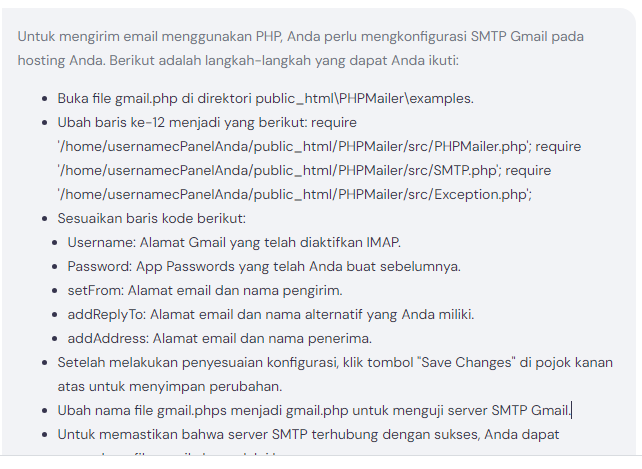 Untuk mengirim email menggunakan PHP, Anda perlu mengkonfigurasi SMTP Gmail pada
hosting Anda. Berikut adalah langkah-langkah yang dapat Anda ikuti:
• Buka file gmail.php di direktori public_html\PHPMailer\examples.
• Ubah baris ke-12 menjadi yang berikut: require
'/home/usernamecPanelAnda/public_html/PHPMailer/src/PHPMailer.php'; require
'/home/usernamecPanelAnda/public_html/PHPMailer/src/SMTP.php'; require
'/home/usernamecPanelAnda/public_html/PHPMailer/src/Exception.php';
• Sesuaikan baris kode berikut:
• Username: Alamat Gmail yang telah diaktifkan IMAP.
• Password: App Passwords yang telah Anda buat sebelumnya.
• setFrom: Alamat email dan nama pengirim.
• addReplyTo: Alamat email dan nama alternatif yang Anda miliki.
• addAddress: Alamat email dan nama penerima.
• Setelah melakukan penyesuaian konfigurasi, klik tombol "Save Changes" di pojok kanan
atas untuk menyimpan perubahan.
• Ubah nama file gmail.phps menjadi gmail.php untuk menguji server SMTP Gmail.
• Untuk memastikan bahwa server SMTP terhubung dengan sukses, Anda dapat